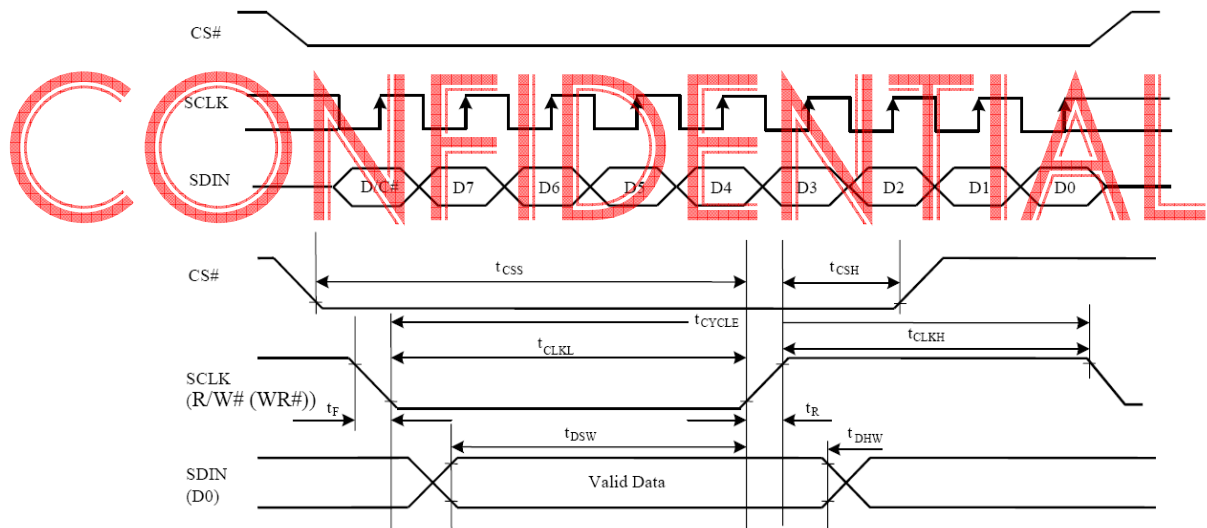 CS#
CONFIDENTIAL
SCLK
SDIN D/C# D7 D6 D5 D4 D3 D2 D1 D0
CS# tCSS tCSH
tCYCLE
tCLKL tCLKH
SCLK
(R/W# (WR#))
tF tR
tDSW tDHW
SDIN
(D0)
Valid Data